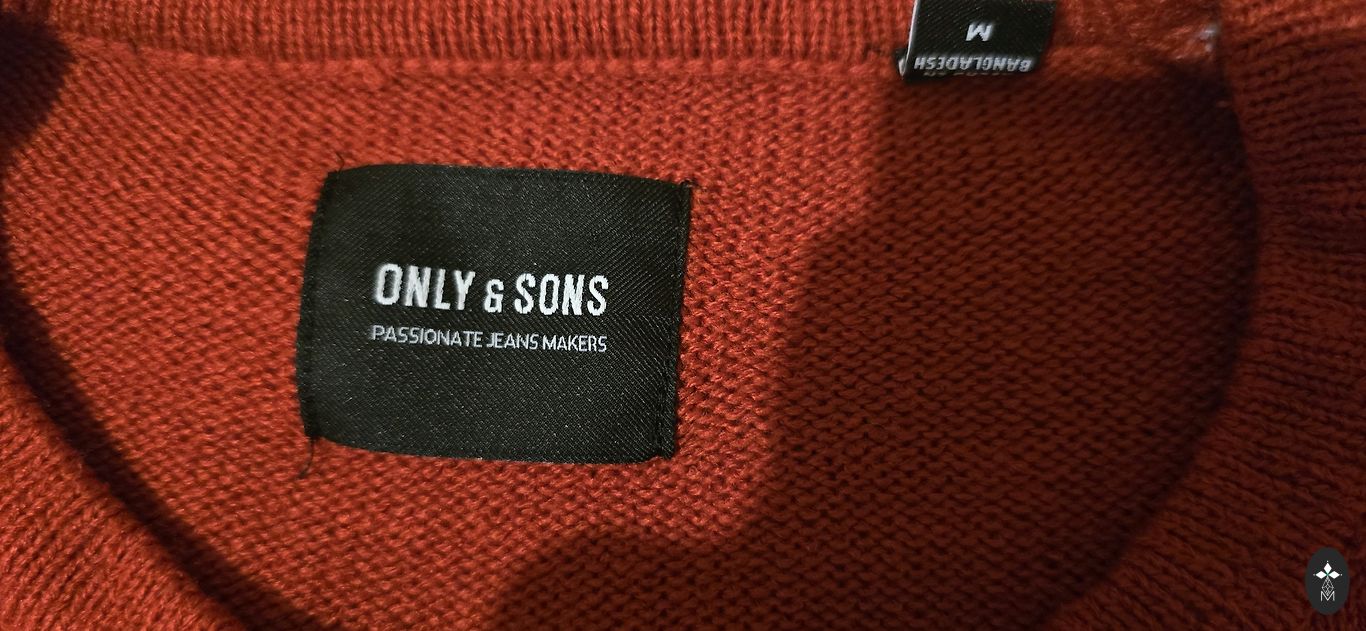 M
BANGLADESH
ONLY & SONS
PASSIONATE JEANS MAKERS
M